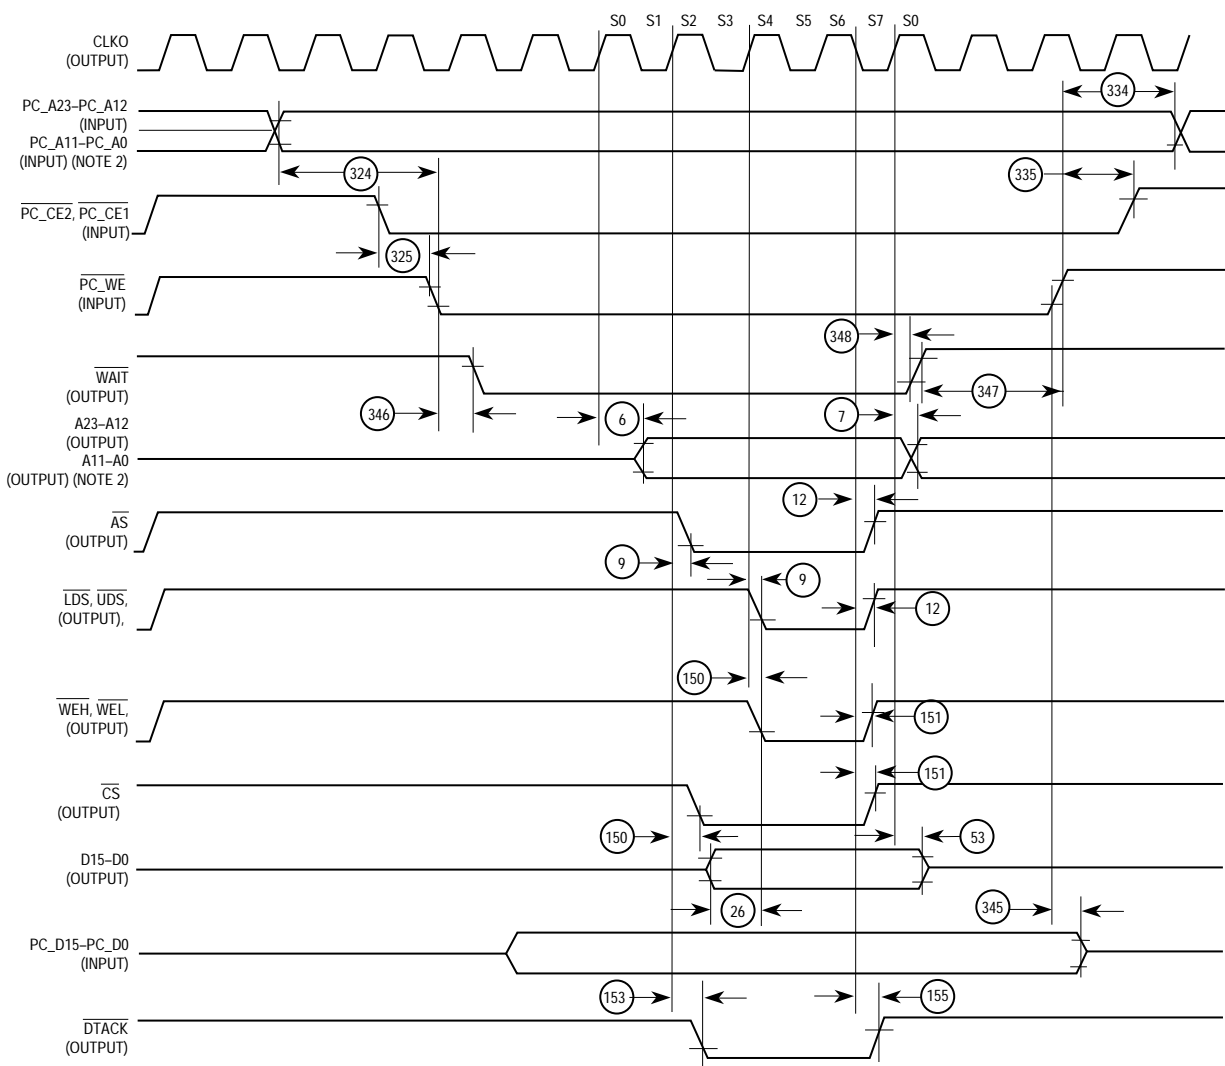 S0 S1 S2 S3 S4 S5 S6 S7 S0
CLKO
(OUTPUT)
334
PC_A23–PC_A12
(INPUT)
PC_A11–PC_A0
(INPUT) (NOTE 2)
324
335
PC_CE2, PC_CE1
(INPUT)
325
PC_WE
(INPUT)
348
WAIT
(OUTPUT)
347
346
6
7
A23–A12
(OUTPUT)
A11–A0
(OUTPUT) (NOTE 2)
12
AS
(OUTPUT)
9
9
LDS, UDS,
(OUTPUT),
12
150
WEH, WEL,
(OUTPUT)
151
151
CS
(OUTPUT)
150
53
D15–D0
(OUTPUT)
26
345
PC_D15–PC_D0
(INPUT)
153
155
DTACK
(OUTPUT)